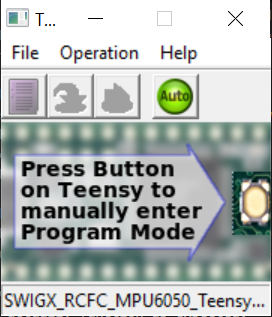 T...
File Operation Help
Auto
Press Button
on Teensy to
manually enter
Program Mode
SWIGX_RCFC_MPU6050_Teensy...